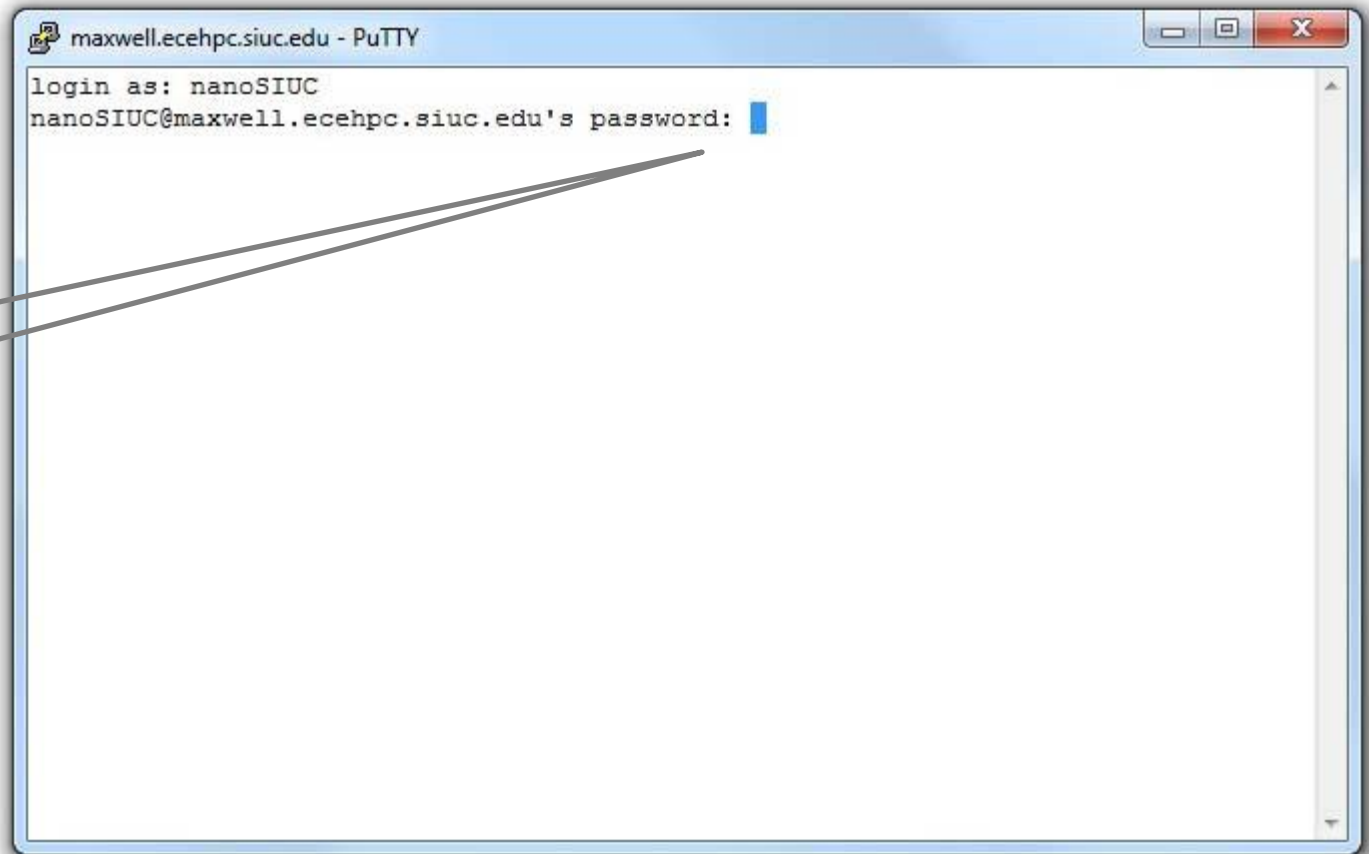 maxwell.ecehpc.siuc.edu - PuTTY
login as: nanoSIUC
nanoSIUC@maxwell.ecehpc.siuc.edu's password: